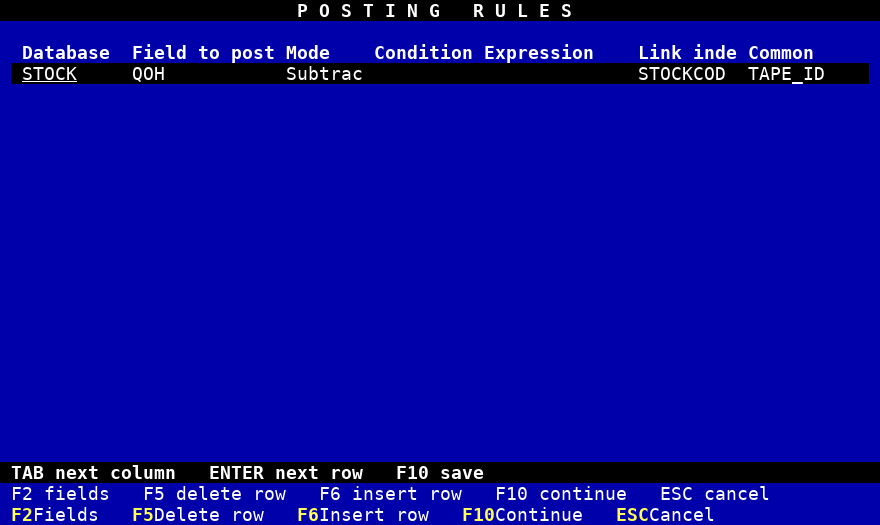 P O S T I N G   R U L E S
Database  Field to post Mode    Condition Expression    Link inde Common
STOCK     QOH           Subtrac                         STOCKCOD  TAPE_ID
TAB next column   ENTER next row   F10 save
F2 fields   F5 delete row   F6 insert row   F10 continue   ESC cancel
F2Fields   F5Delete row   F6Insert row   F10Continue   ESCCancel